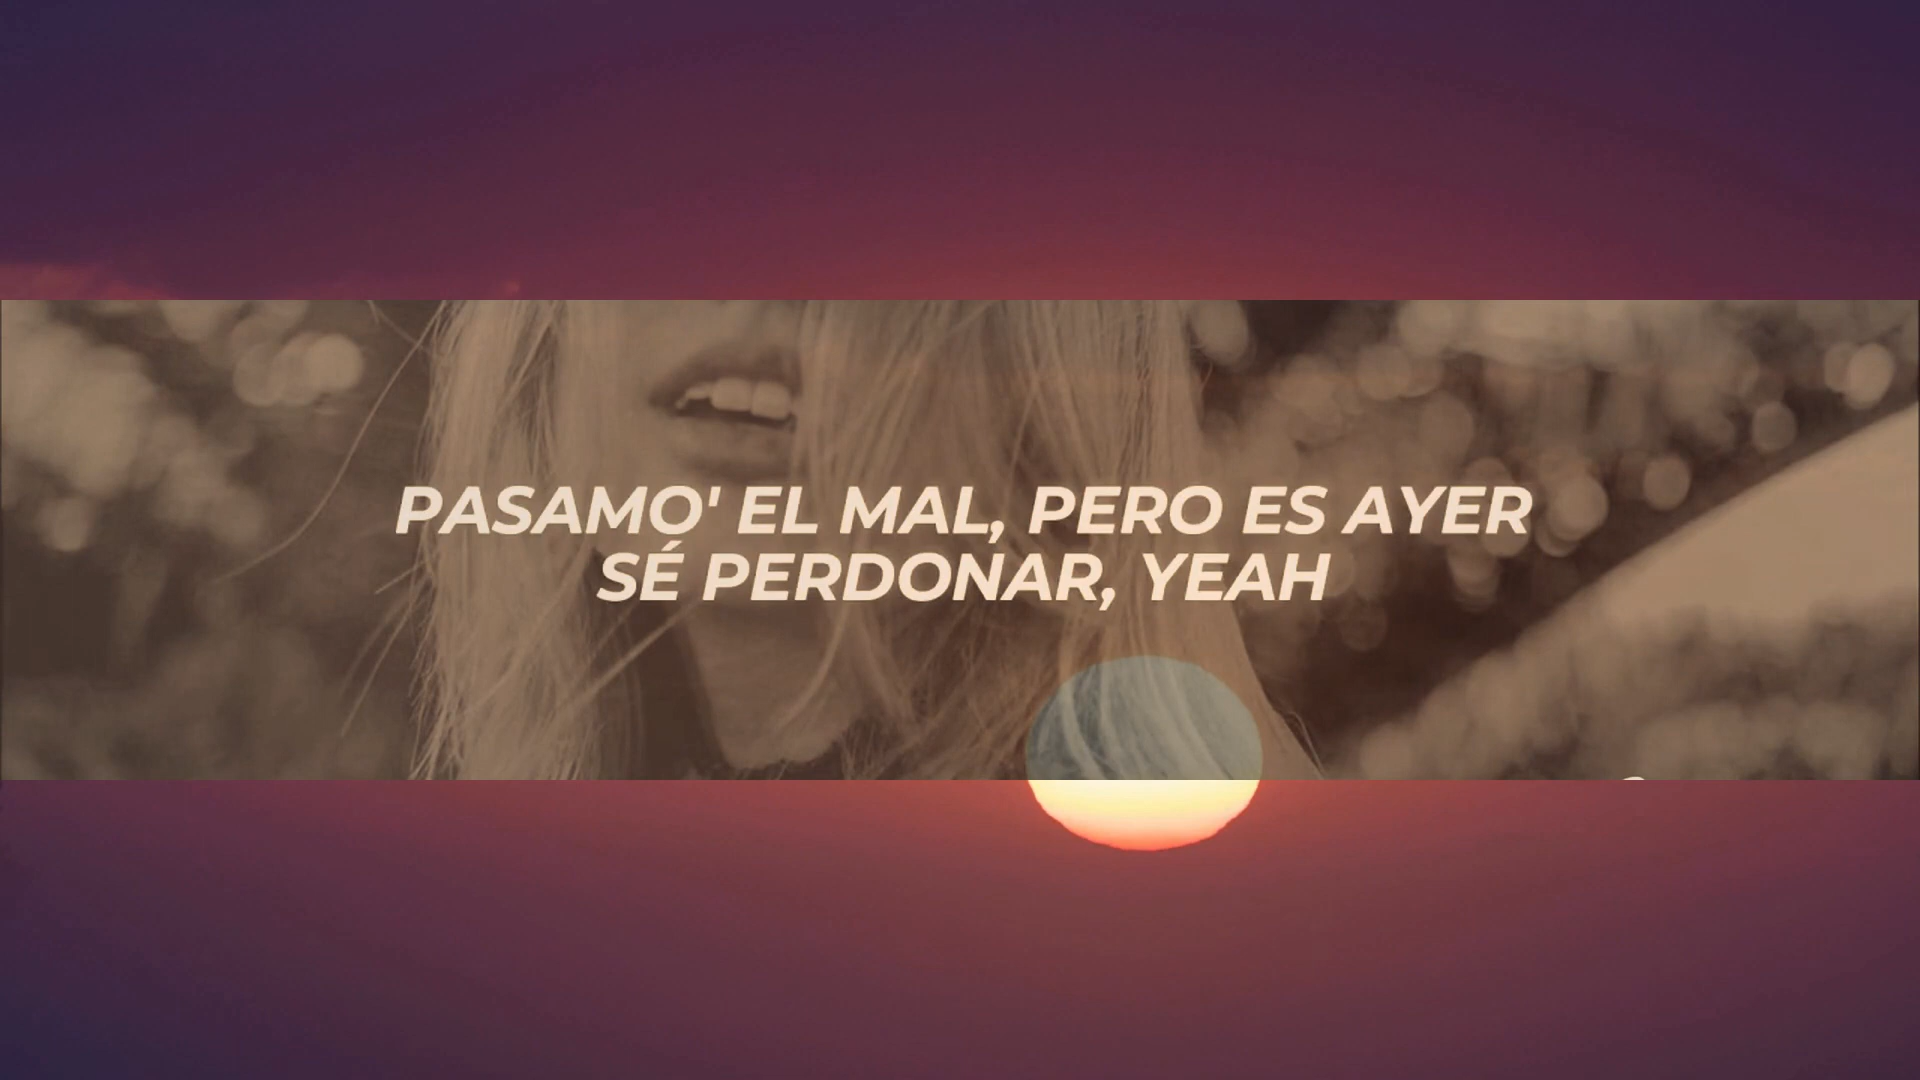 PASAMO' EL MAL, PERO ES AYER
SÉ PERDONAR, YEAH